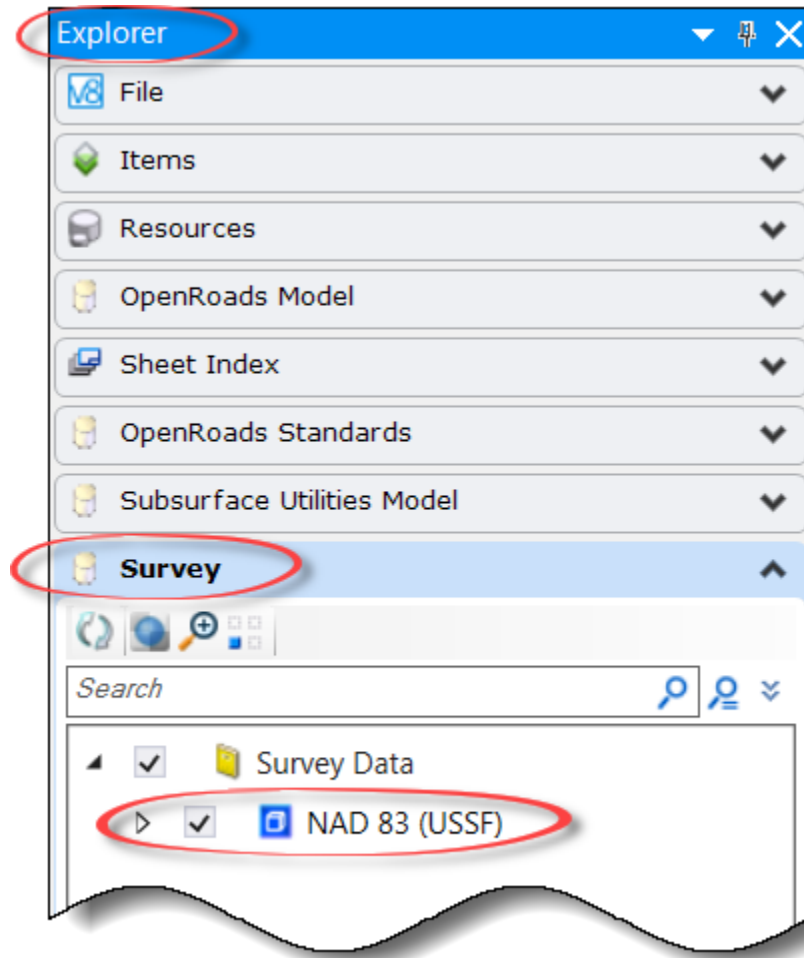 Explorer
V8 File
Items
Resources
OpenRoads Model
Sheet Index
OpenRoads Standards
Subsurface Utilities Model
Survey
Search
Survey Data
NAD 83 (USSF)